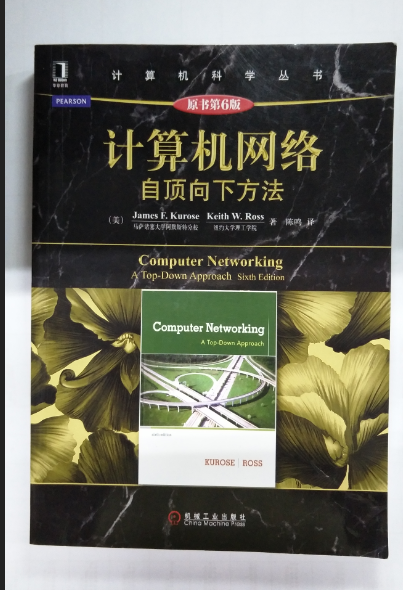 计算机科学丛书
PEARSON
原书第6版
计算机网络
自顶向下方法
(美) James F. Kurose Keith W. Ross 著 陈鸣 译
马萨诸塞大学阿默斯特分校 纽约大学理工学院
Computer Networking
A Top-Down Approach Sixth Edition
Computer Networking
A Top-Down Approach
KUROSE | ROSS
机械工业出版社
China Machine Press